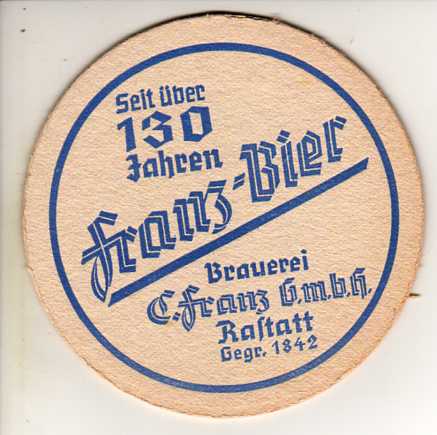 Seit über
130
Jahren
Franz-Bier
Brauerei
C. Franz G.m.b.H.
Raſtatt
Gegr. 1842